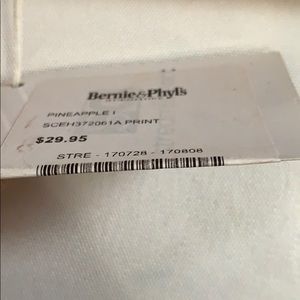 Bernie&Phyl's
PINEAPPLE I
SCEH372061A PRINT
$29.95
STRE - 170728 - 170808